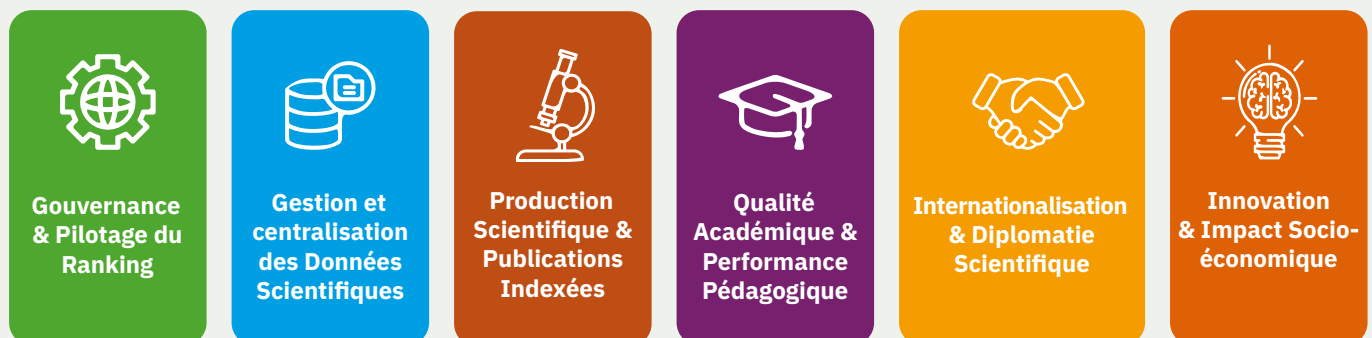 Gouvernance
& Pilotage du
Ranking
Gestion et
centralisation
des Données
Scientifiques
Production
Scientifique &
Publications
Indexées
Qualité
Académique &
Performance
Pédagogique
Internationalisation
& Diplomatie
Scientifique
Innovation
& Impact Socio-
économique